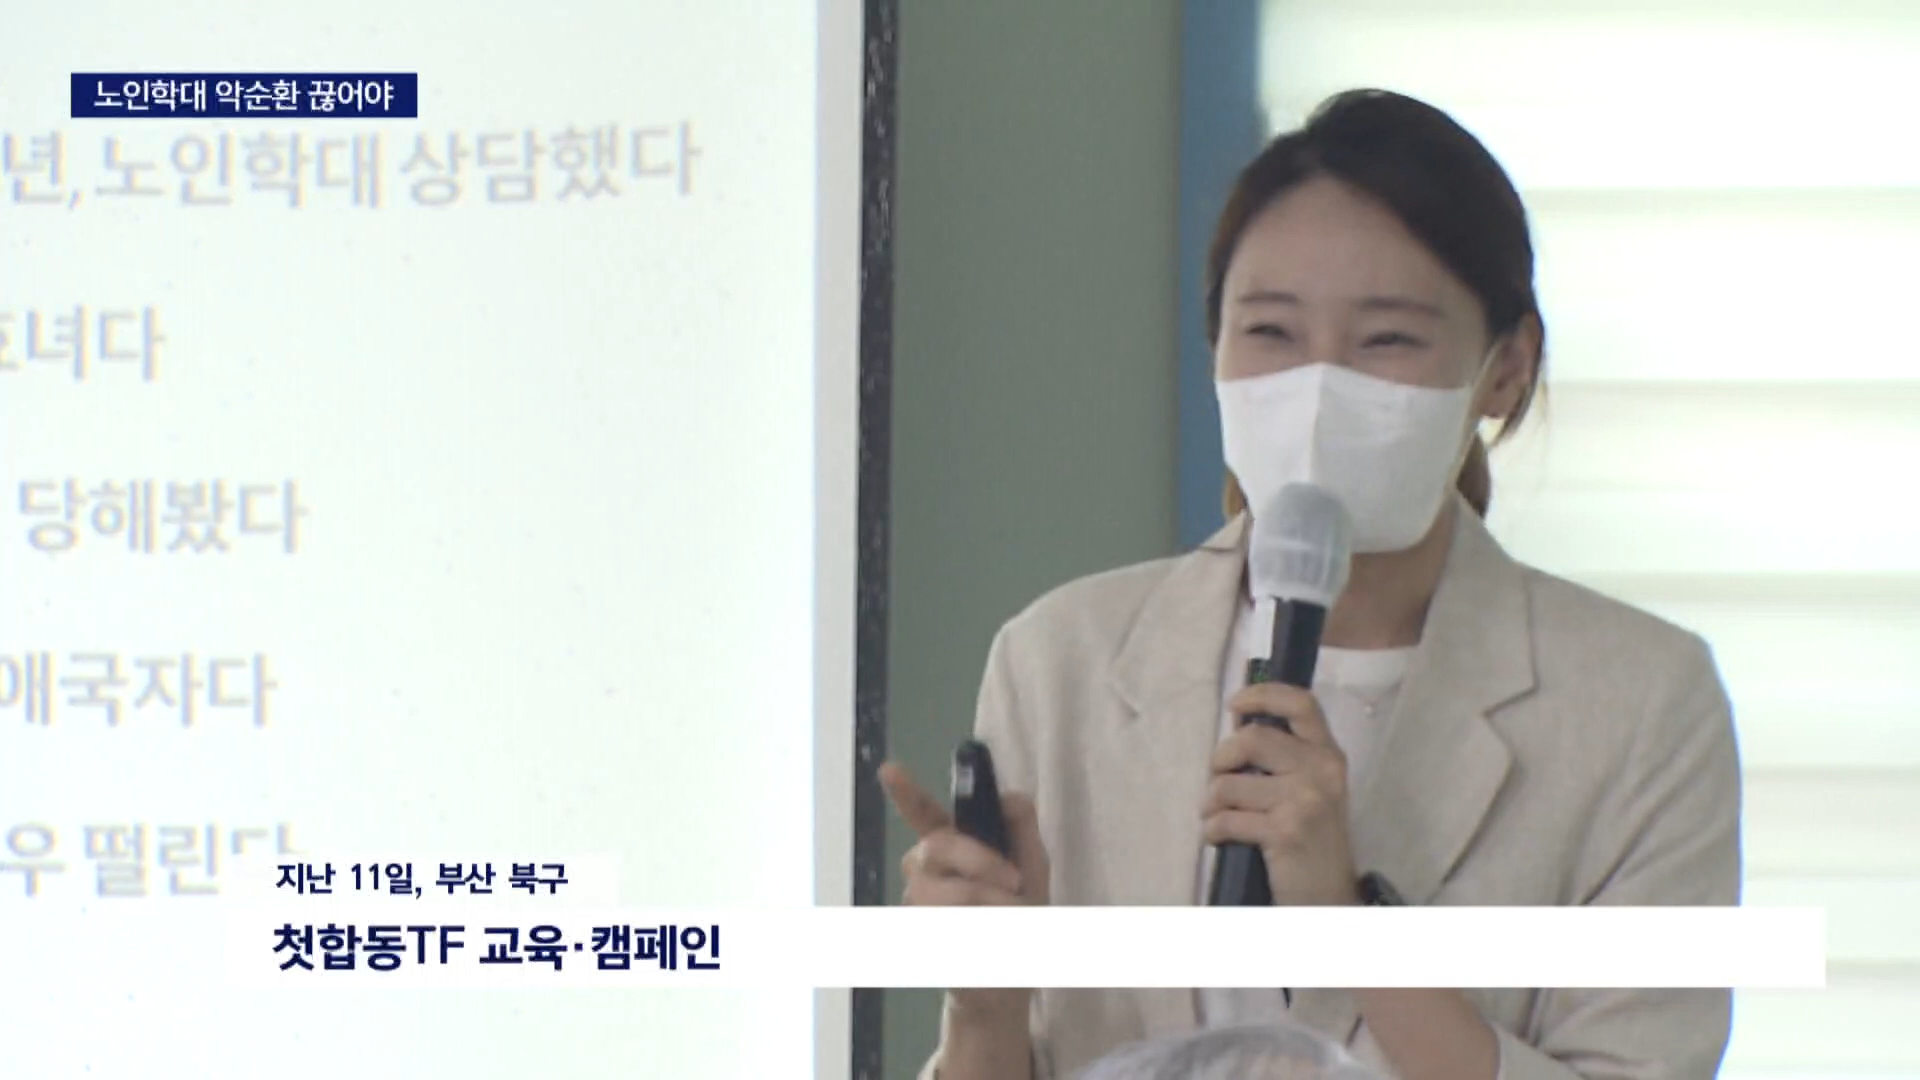 노인학대 악순환 끊어야
년, 노인학대 상담했다
효녀다
당해봤다
애국자다
우 떨린다
지난 11일, 부산 북구
첫합동TF 교육·캠페인